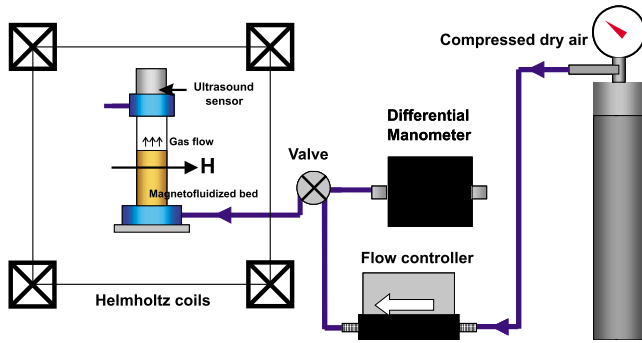 Compressed dry air
Ultrasound
sensor
Gas flow
H
Magnetofluidized bed
Differential
Manometer
Valve
Flow controller
Helmholtz coils